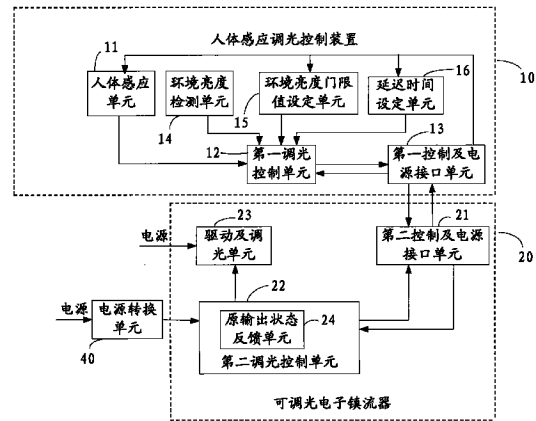 人体感应调光控制装置
10
11
人体感应
单元
环境亮度
检测单元
14
环境亮度门限
值设定单元
15
延迟时间
设定单元
16
12
第一调光
控制单元
13
第一控制及电
源接口单元
20
电源
23
驱动及调
光单元
21
第二控制及电源
接口单元
电源
电源转换
单元
40
22
原输出状态
反馈单元
24
第二调光控制单元
可调光电子镇流器